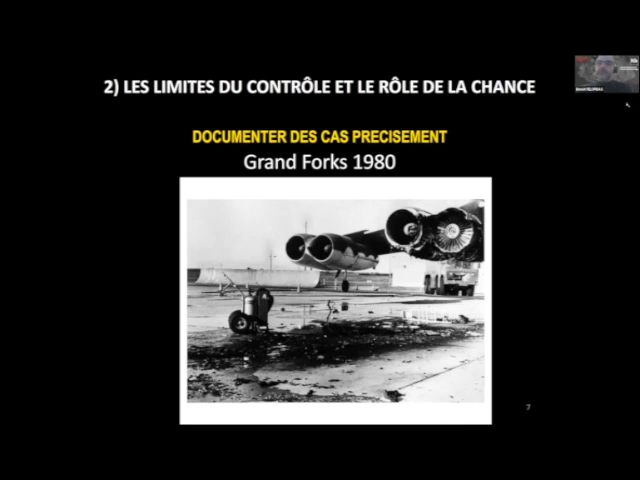 2) LES LIMITES DU CONTRÔLE ET LE RÔLE DE LA CHANCE
DOCUMENTER DES CAS PRECISEMENT
Grand Forks 1980
7